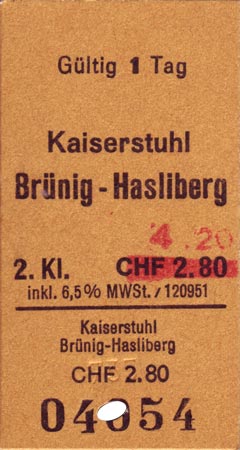 Gültig 1 Tag
Kaiserstuhl
Brünig - Hasliberg
4.20
2. Kl. CHF 2.80
inkl. 6,5% MWSt. / 120951
Kaiserstuhl
Brünig-Hasliberg
CHF 2.80
04054